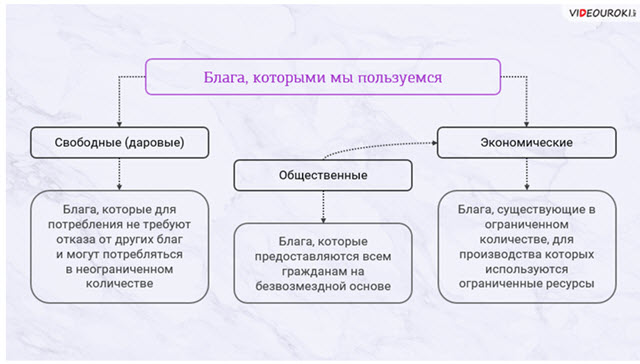 VIDEOUROKI
Блага, которыми мы пользуемся
Свободные (даровые)
Экономические
Общественные
Блага, которые для
потребления не требуют
отказа от других благ
и могут потребляться
в неограниченном
количестве
Блага, которые
предоставляются всем
гражданам на
безвозмездной основе
Блага, существующие в
ограниченном
количестве, для
производства которых
используются
ограниченные ресурсы